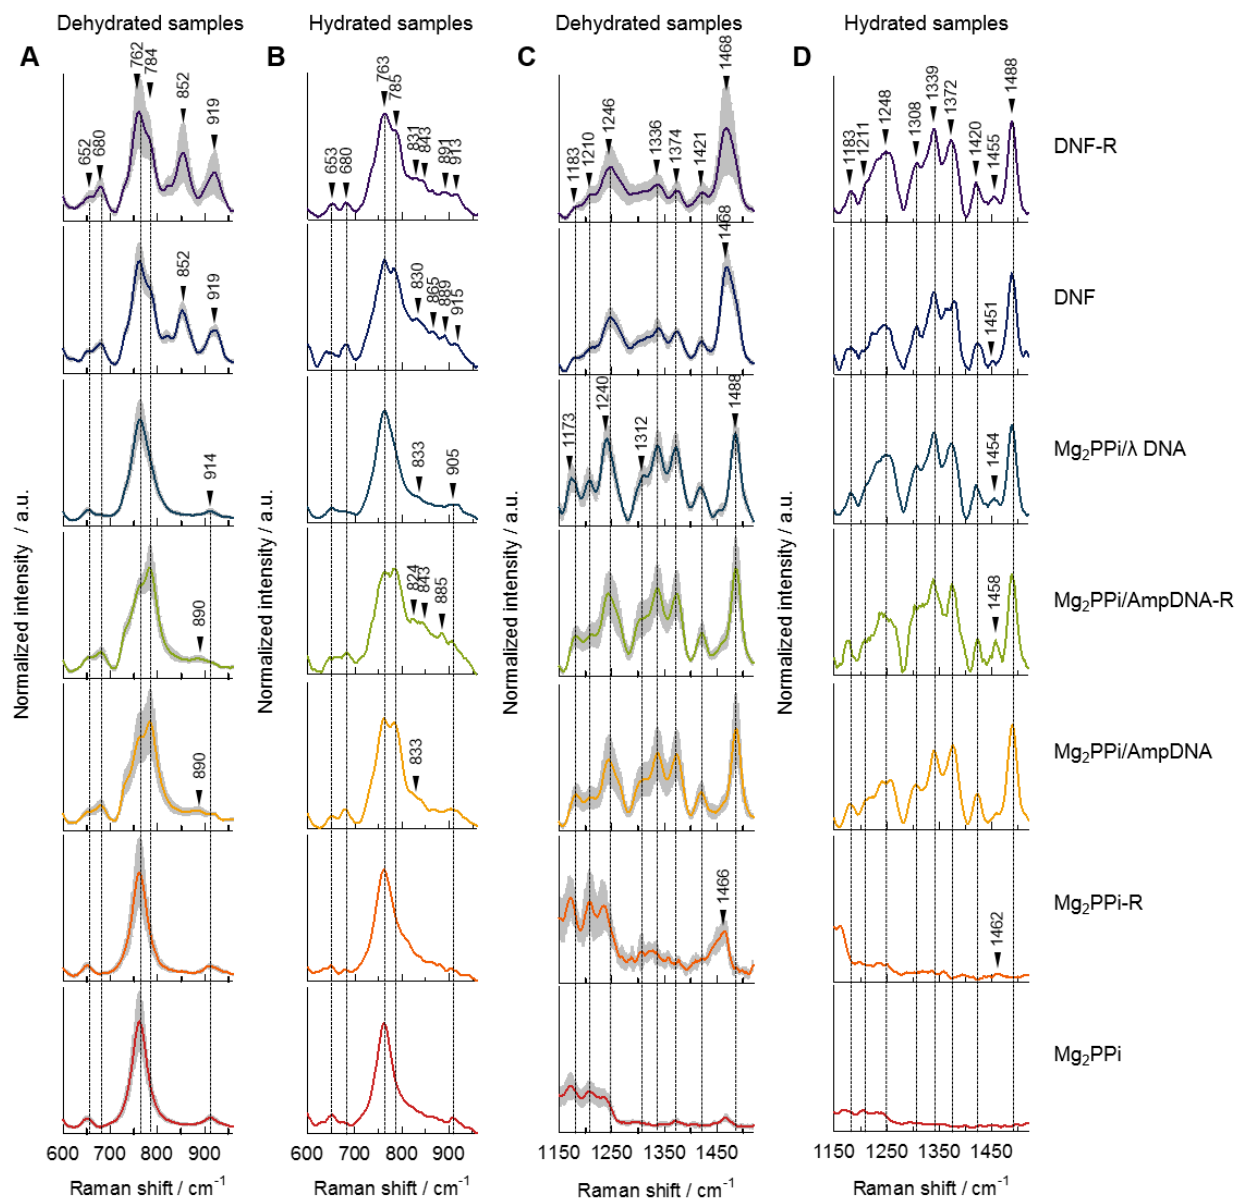 Dehydrated samples
Hydrated samples
Dehydrated samples
Hydrated samples
A
B
C
D
652
680
762
784
852
919
653
680
763
785
831
843
891
913
1183
1210
1246
1336
1374
1421
1468
1183
1211
1248
1308
1339
1372
1420
1455
1488
DNF-R
852
919
830
865
889
915
1468
1451
DNF
914
833
905
1173
1240
1312
1488
1454
Mg₂PPi/λ DNA
890
824
843
885
1458
Mg₂PPi/AmpDNA-R
890
833
Mg₂PPi/AmpDNA
1466
1462
Mg₂PPi-R
Mg₂PPi
Normalized intensity / a.u.
Normalized intensity / a.u.
Normalized intensity / a.u.
Normalized intensity / a.u.
600 700 800 900
600 700 800 900
1150 1250 1350 1450
1150 1250 1350 1450
Raman shift / cm⁻¹
Raman shift / cm⁻¹
Raman shift / cm⁻¹
Raman shift / cm⁻¹